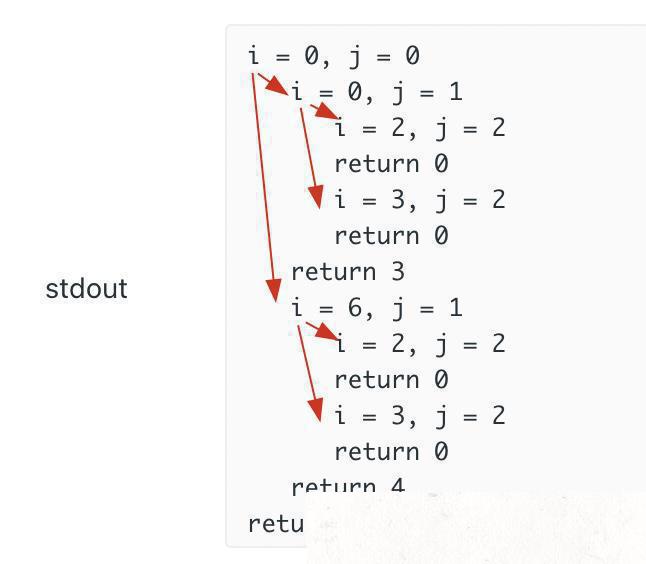 i = 0, j = 0
i = 0, j = 1
i = 2, j = 2
return 0
i = 3, j = 2
return 0
return 3
stdout
i = 6, j = 1
i = 2, j = 2
return 0
i = 3, j = 2
return 0
return 4
retu